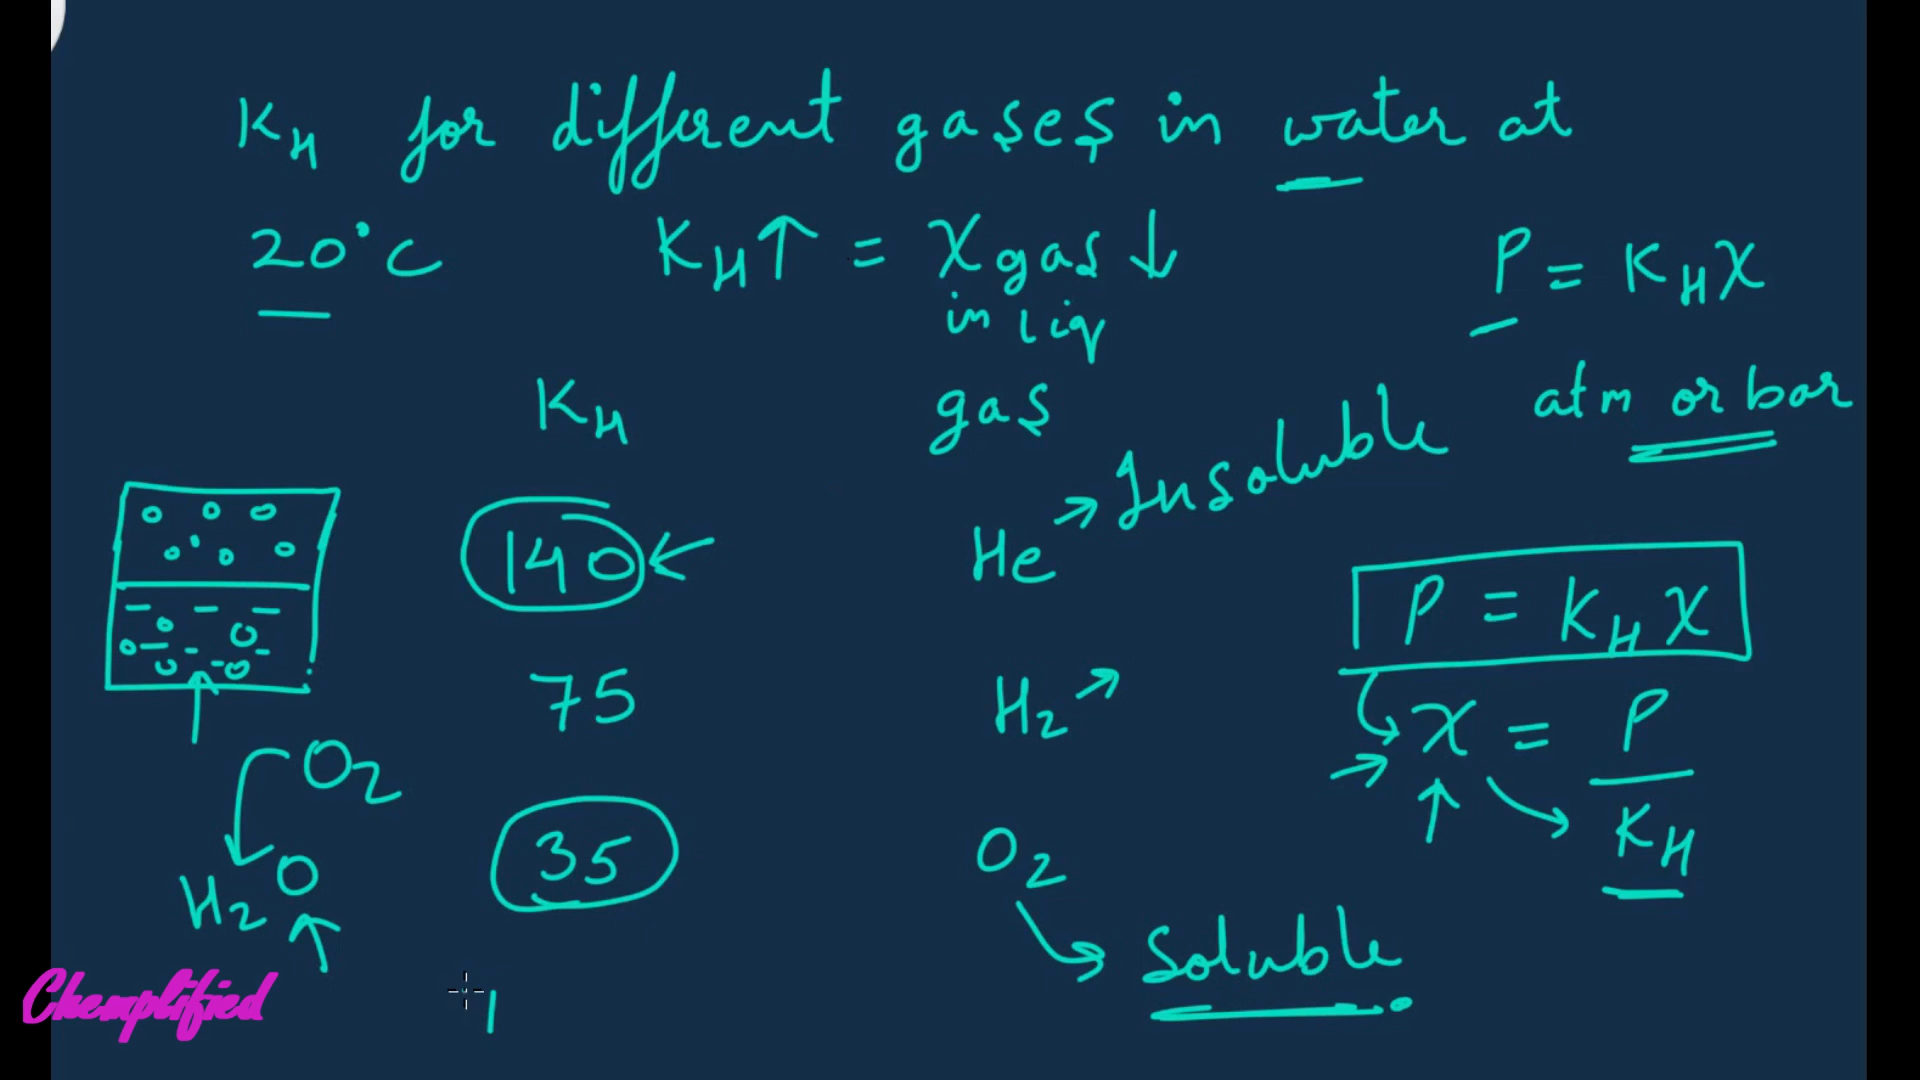 KH for different gases in water at
20°C KH↑ = χgas↓
in liq
P = KHχ
atm or bar
KH gas
140 ← He → Insoluble
P = KHχ
75 H2 →
χ = P
KH
O2
35 O2
→ Soluble
H2O
Chemplified